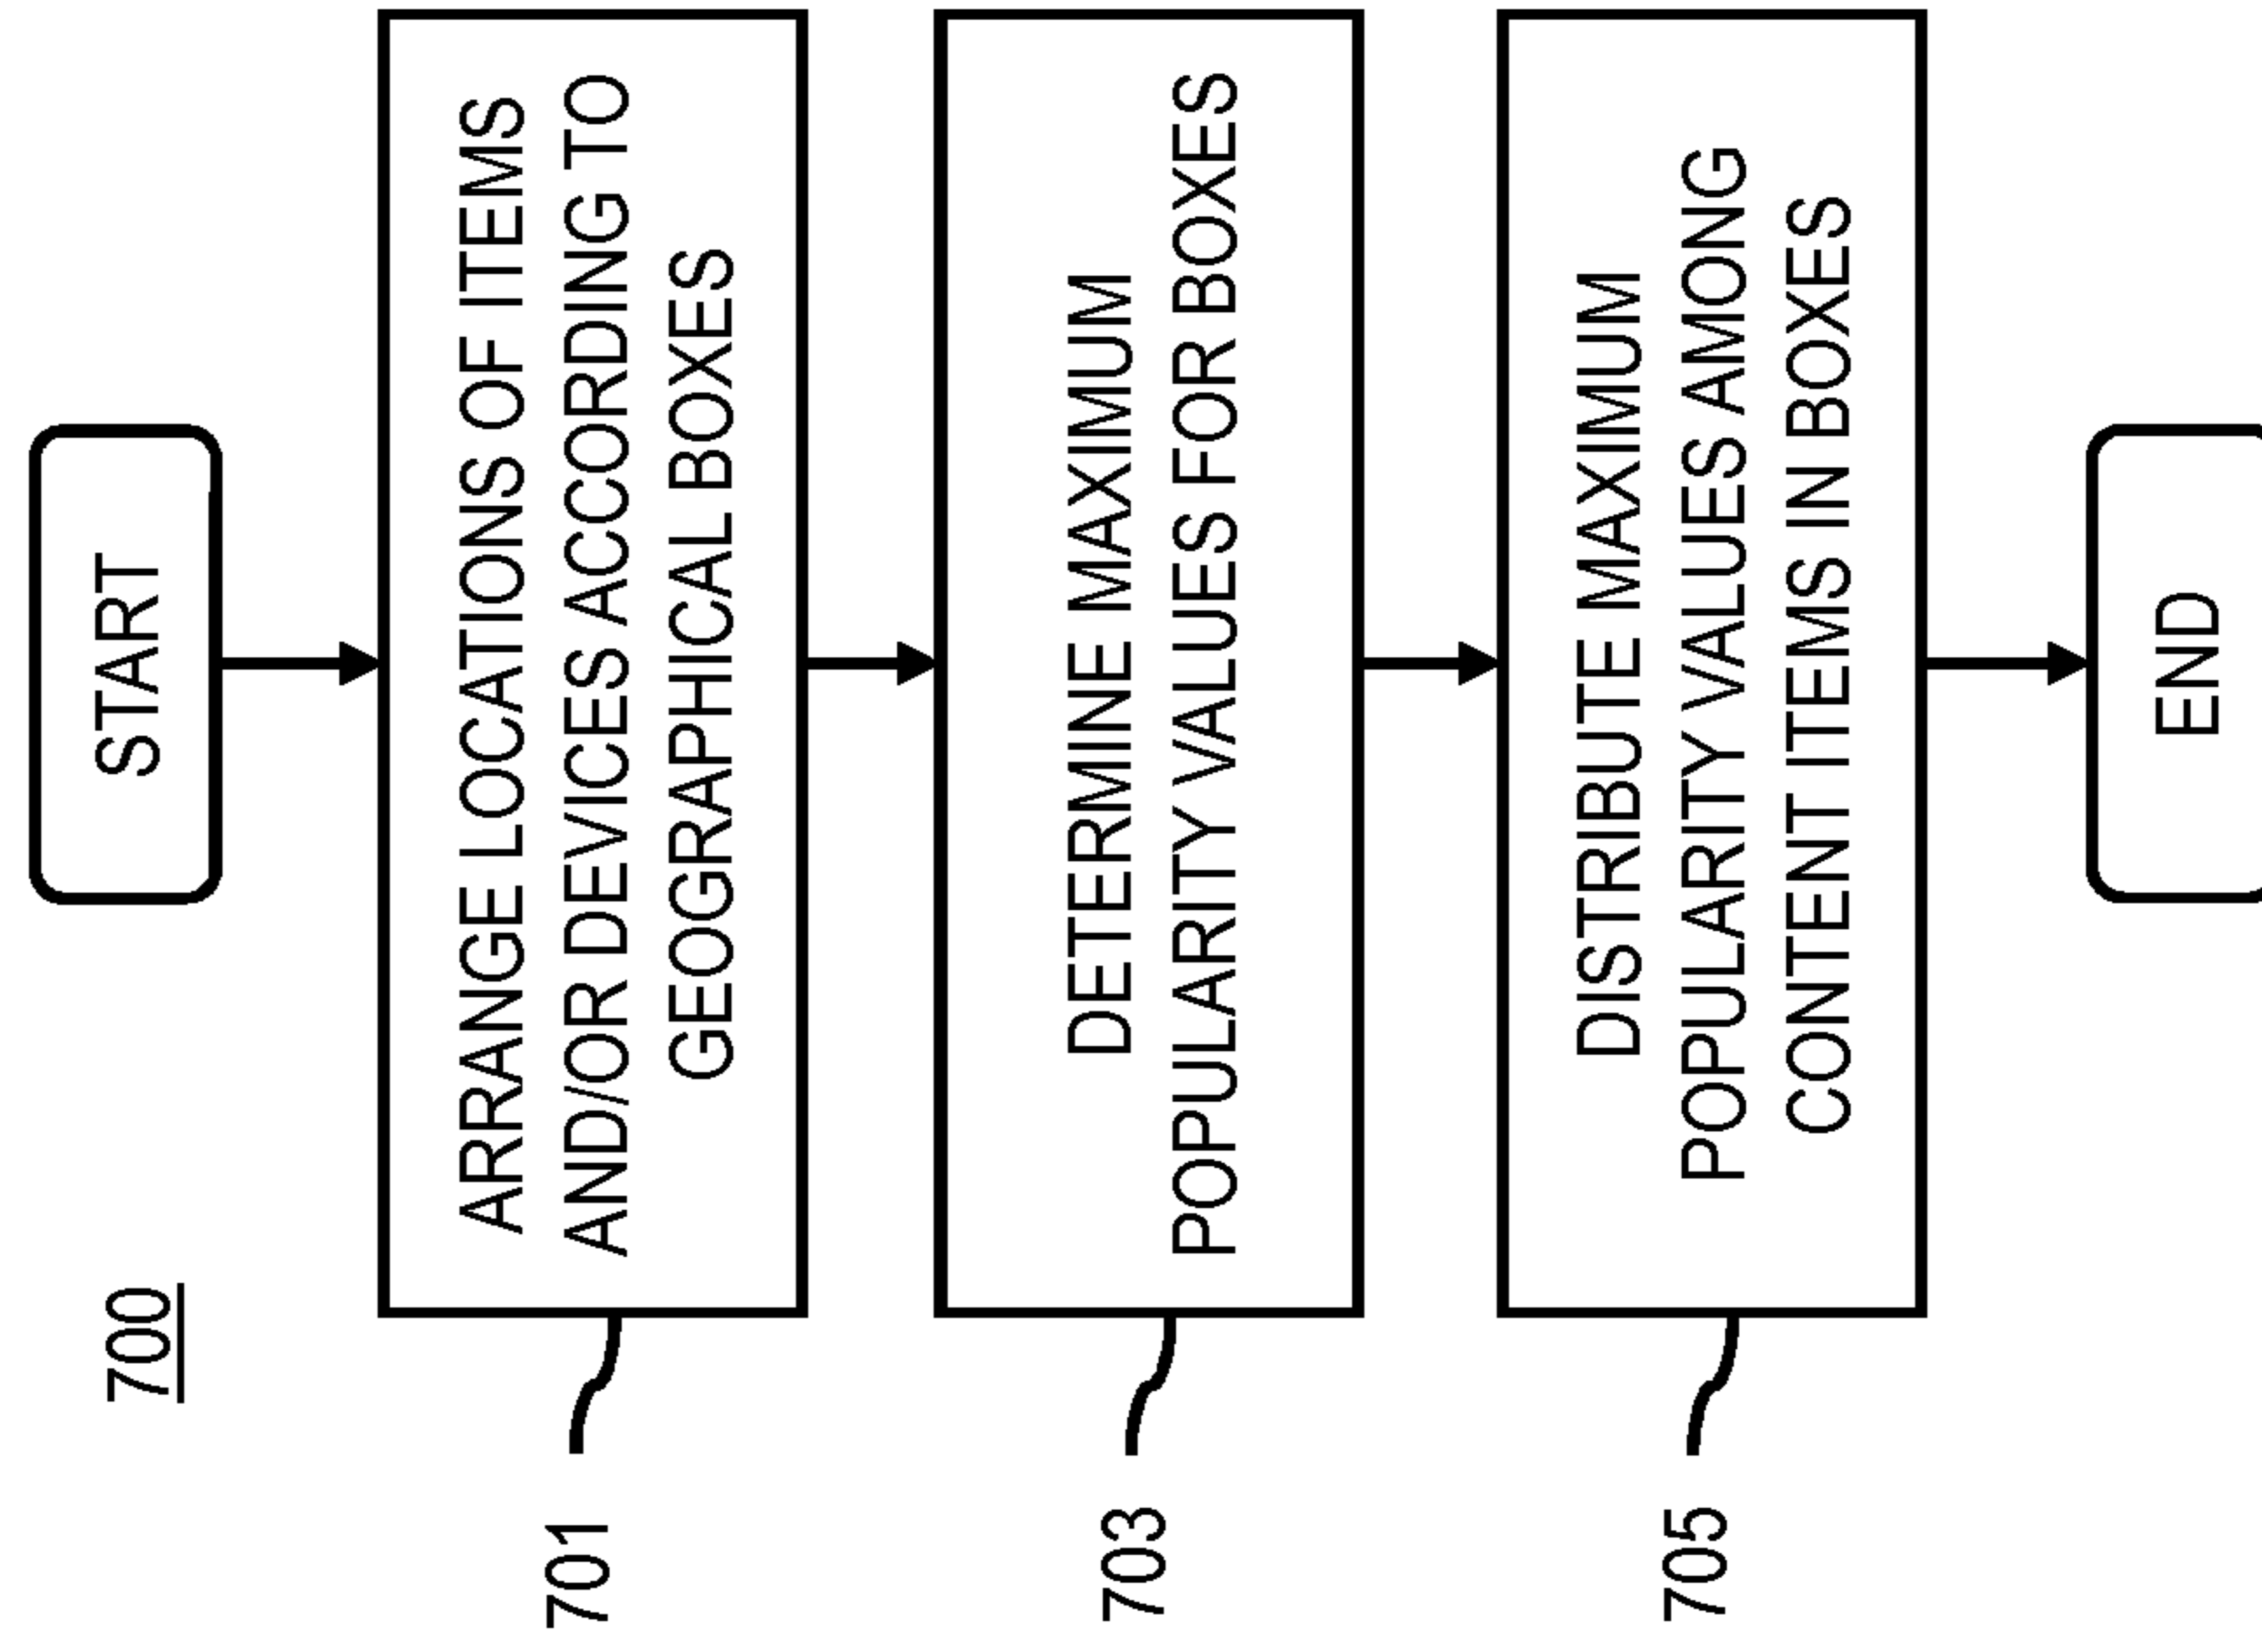 700
START
701
ARRANGE LOCATIONS OF ITEMS
AND/OR DEVICES ACCORDING TO
GEOGRAPHICAL BOXES
703
DETERMINE MAXIMUM
POPULARITY VALUES FOR BOXES
705
DISTRIBUTE MAXIMUM
POPULARITY VALUES AMONG
CONTENT ITEMS IN BOXES
END